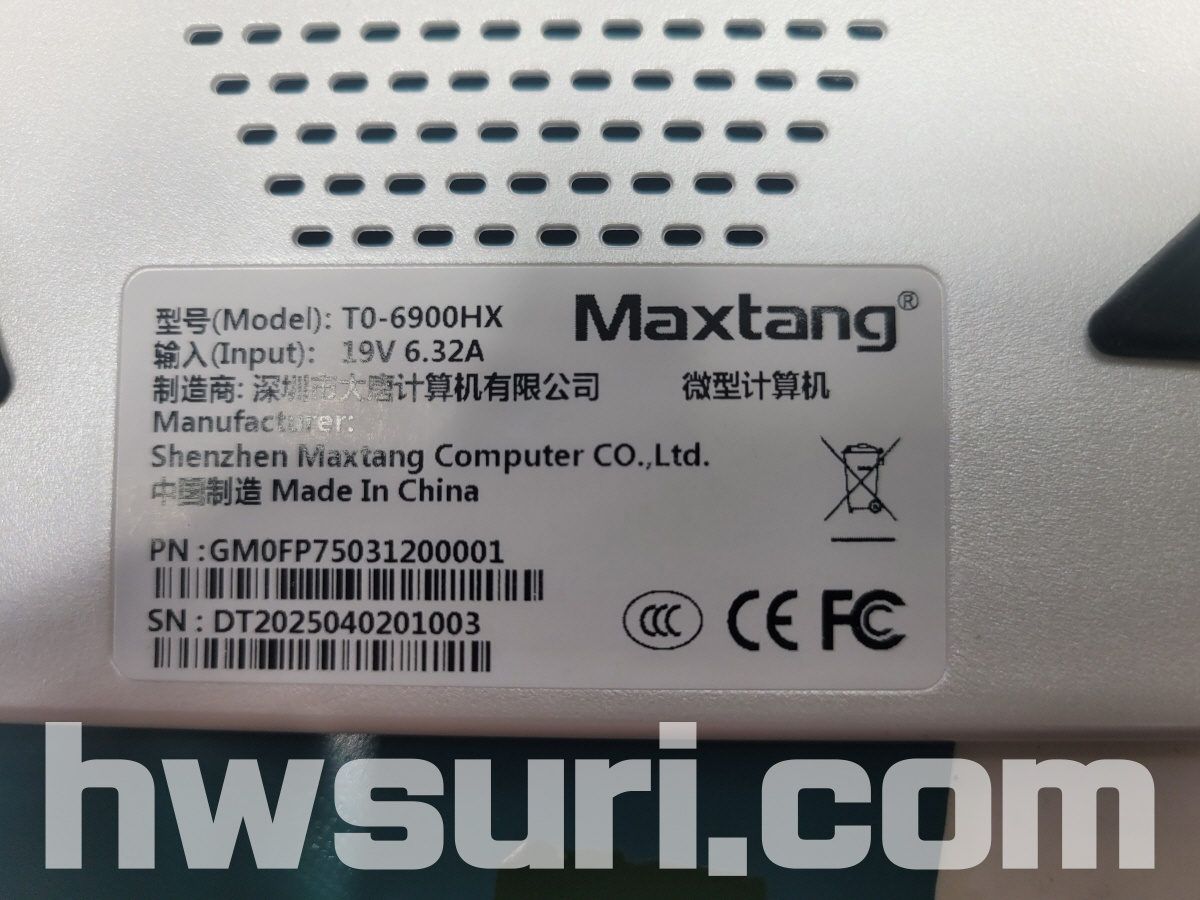 型号(Model): T0-6900HX
Maxtang®
输入(Input): 19V 6.32A
制造商: 深圳市大唐计算机有限公司
微型计算机
Manufacturer:
Shenzhen Maxtang Computer CO.,Ltd.
中国制造 Made In China
PN :GM0FP75031200001
SN : DT2025040201003
CCC CE FC
hwsuri.com